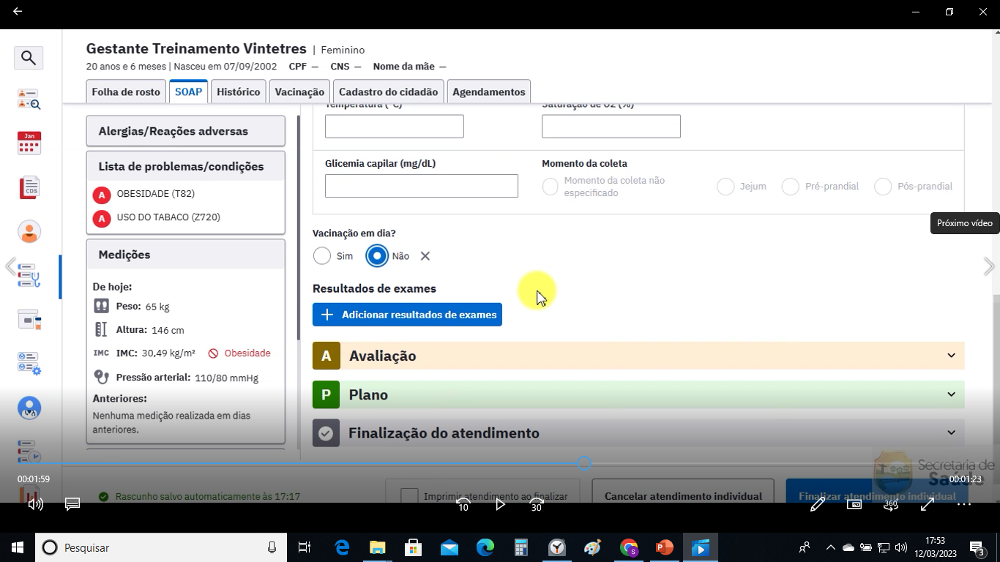 Gestante Treinamento Vintetres | Feminino
20 anos e 6 meses | Nasceu em 07/09/2002 CPF — CNS — Nome da mãe —
Folha de rosto SOAP Histórico Vacinação Cadastro do cidadão Agendamentos
Jan
CDS
Alergias/Reações adversas
Lista de problemas/condições
A OBESIDADE (T82)
A USO DO TABACO (Z720)
Medições
De hoje:
Peso: 65 kg
Altura: 146 cm
IMC IMC: 30,49 kg/m² Obesidade
Pressão arterial: 110/80 mmHg
Anteriores:
Nenhuma medição realizada em dias
anteriores.
Temperatura (°C) Saturação de O2 (%)
Glicemia capilar (mg/dL) Momento da coleta
Momento da coleta não
especificado
Jejum Pré-prandial Pós-prandial
Próximo vídeo
Vacinação em dia?
Sim Não
Resultados de exames
+ Adicionar resultados de exames
A Avaliação
P Plano
Finalização do atendimento
Secretaria de
Saúde
00:01:59 00:01:23
Rascunho salvo automaticamente às 17:17
Imprimir atendimento ao finalizar
Cancelar atendimento individual
Finalizar atendimento individual
10 30 360°
Pesquisar
S
17:53
12/03/2023
3